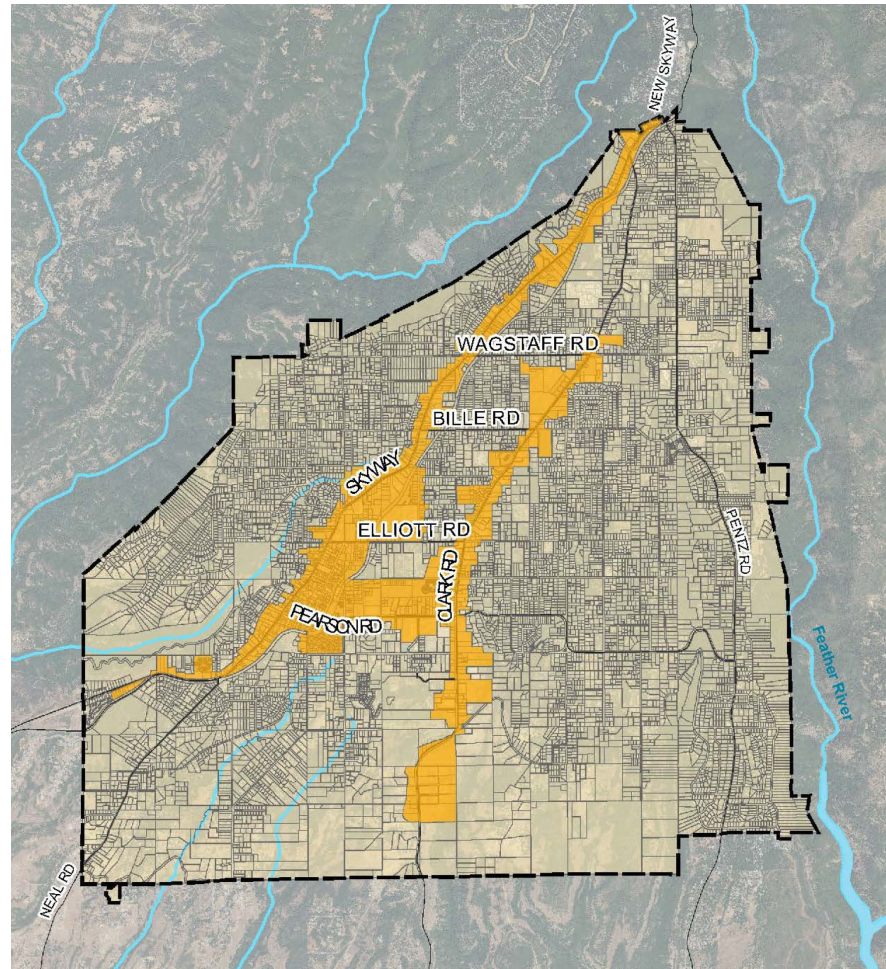 NEW SKYWAY
WAGSTAFF RD
BILLE RD
SKYWAY
ELLIOTT RD
PENTZ RD
CLARK RD
PEARSON RD
Feather River
NEAL RD